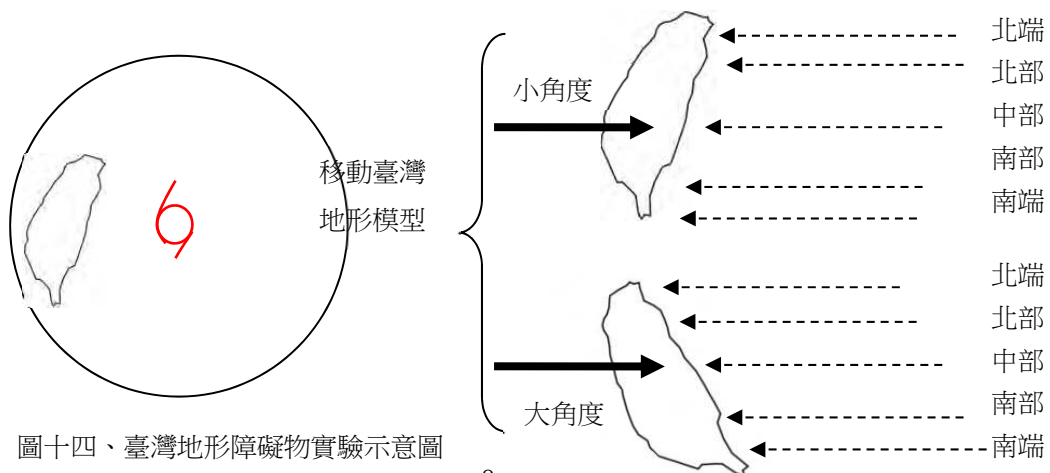 移動臺灣
地形模型
小角度
北端
北部
中部
南部
南端
大角度
北端
北部
中部
南部
南端
圖十四、臺灣地形障礙物實驗示意圖